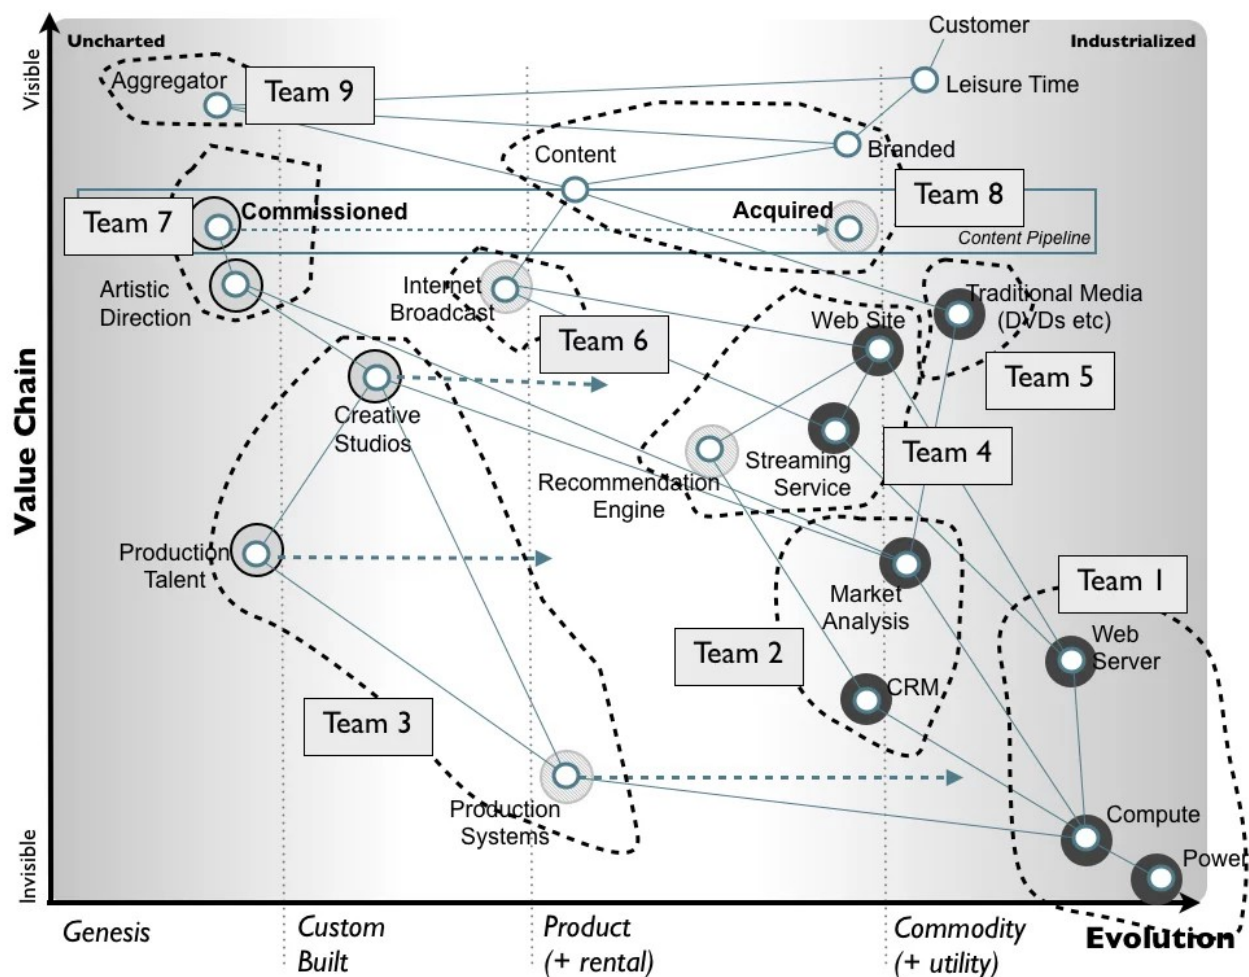 Customer
Uncharted
Industrialized
Visible
Aggregator
Team 9
Leisure Time
Content
Branded
Team 8
Team 7
Commissioned
Acquired
Content Pipeline
Artistic
Direction
Internet
Broadcast
Traditional Media
(DVDs etc)
Web Site
Team 6
Team 5
Value Chain
Creative
Studios
Team 4
Streaming
Service
Recommendation
Engine
Production
Talent
Market
Analysis
Team 1
Team 2
Web
Server
CRM
Team 3
Production
Systems
Compute
Power
Invisible
Genesis
Custom
Built
Product
(+ rental)
Commodity
(+ utility)
Evolution